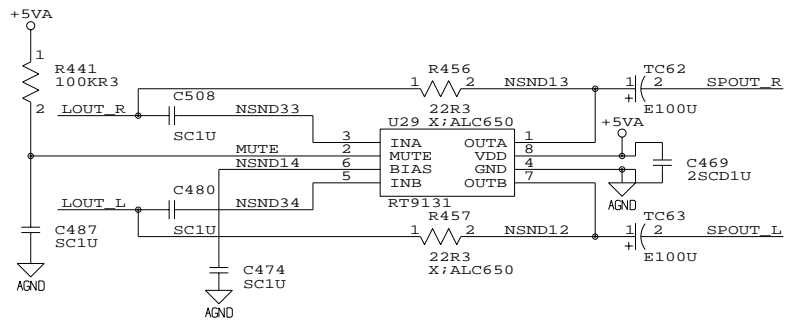 +5VA
1
R441
100KR3
2
R456
1 2 NSND13
22R3
X;ALC650
TC62
1 2 SPOUT_R
+
E100U
LOUT_R
C508
NSND33
SC1U
U29
+5VA
3 INA OUTA 1
MUTE 2 MUTE VDD 8
NSND14 6 BIAS GND 4
5 INB OUTB 7
RT9131
C469
2SCD1U
AGND
LOUT_L
C480
NSND34
SC1U
R457
1 2 NSND12
22R3
X;ALC650
TC63
1 2 SPOUT_L
+
E100U
C487
SC1U
AGND
C474
SC1U
AGND